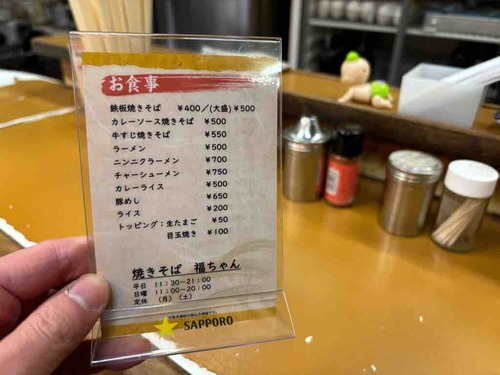 お食事
鉄板焼きそば ¥400/(大盛)¥500
カレーソース焼きそば ¥500
牛すじ焼きそば ¥550
ラーメン ¥500
ニンニクラーメン ¥700
チャーシューメン ¥750
カレーライス ¥500
豚めし ¥650
ライス ¥200
トッピング：生たまご ¥50
目玉焼き ¥100
焼きそば 福ちゃん
平日 11:30~21:00
日曜 11:00~20:00
定休 (月)(土)
SAPPORO